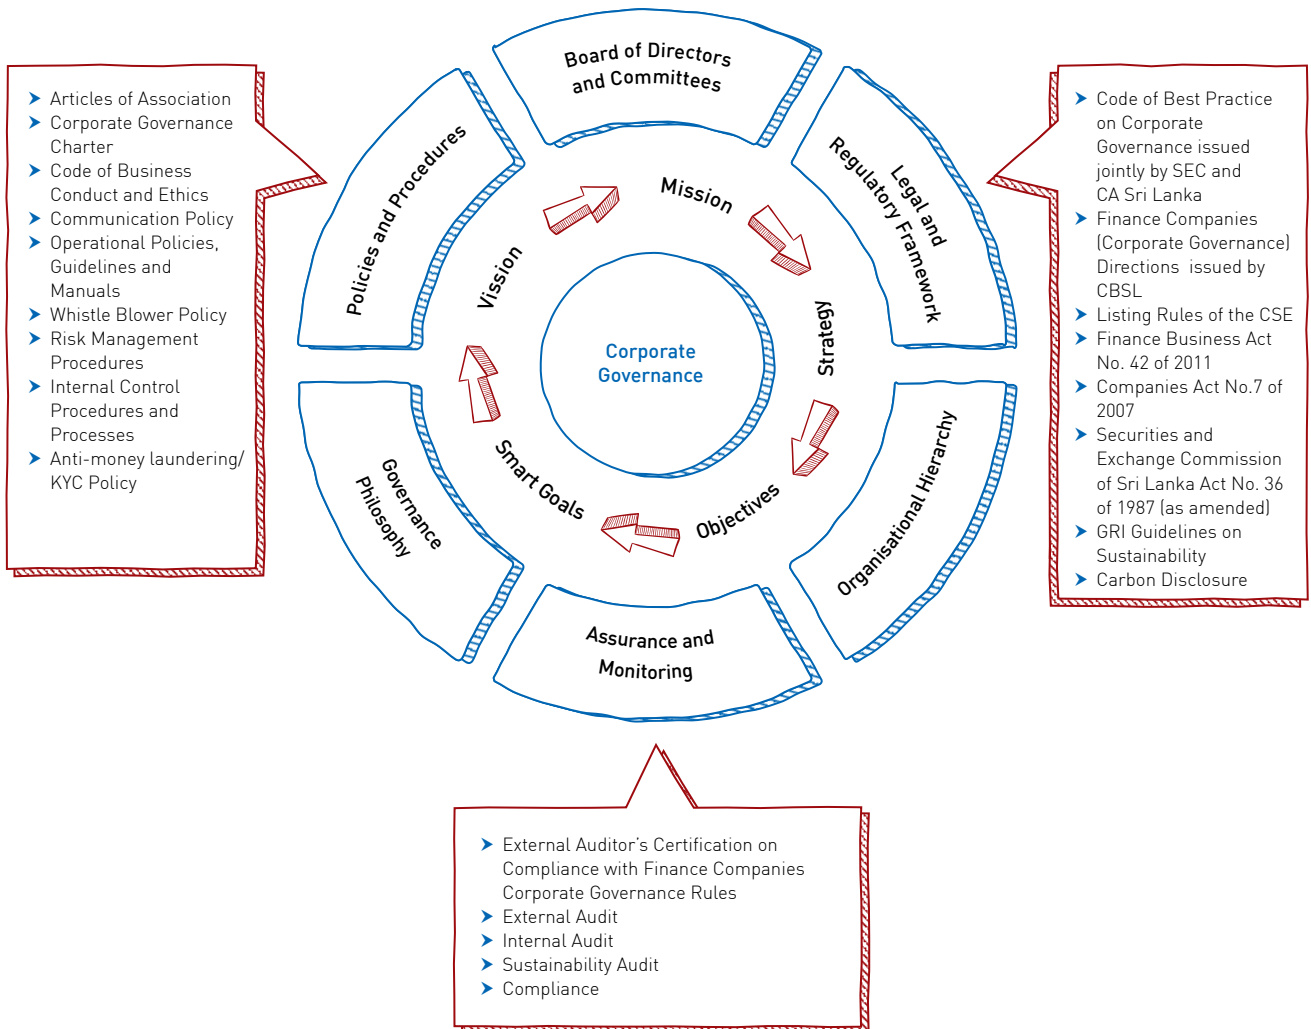 Board of Directors
and Committees
Policies and Procedures
Legal and
Regulatory Framework
Organisational Hierarchy
Assurance and
Monitoring
Governance
Philosophy
Vission
Mission
Strategy
Objectives
Smart Goals
Corporate
Governance
Articles of Association
Corporate Governance
Charter
Code of Business
Conduct and Ethics
Communication Policy
Operational Policies,
Guidelines and
Manuals
Whistle Blower Policy
Risk Management
Procedures
Internal Control
Procedures and
Processes
Anti-money laundering/
KYC Policy
Code of Best Practice
on Corporate
Governance issued
jointly by SEC and
CA Sri Lanka
Finance Companies
(Corporate Governance)
Directions issued by
CBSL
Listing Rules of the CSE
Finance Business Act
No. 42 of 2011
Companies Act No.7 of
2007
Securities and
Exchange Commission
of Sri Lanka Act No. 36
of 1987 (as amended)
GRI Guidelines on
Sustainability
Carbon Disclosure
External Auditor's Certification on
Compliance with Finance Companies
Corporate Governance Rules
External Audit
Internal Audit
Sustainability Audit
Compliance